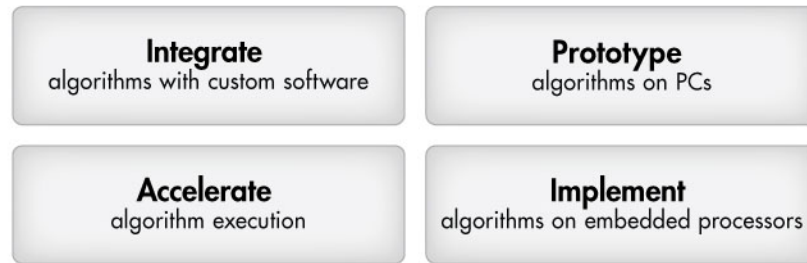 Integrate
algorithms with custom software
Prototype
algorithms on PCs
Accelerate
algorithm execution
Implement
algorithms on embedded processors